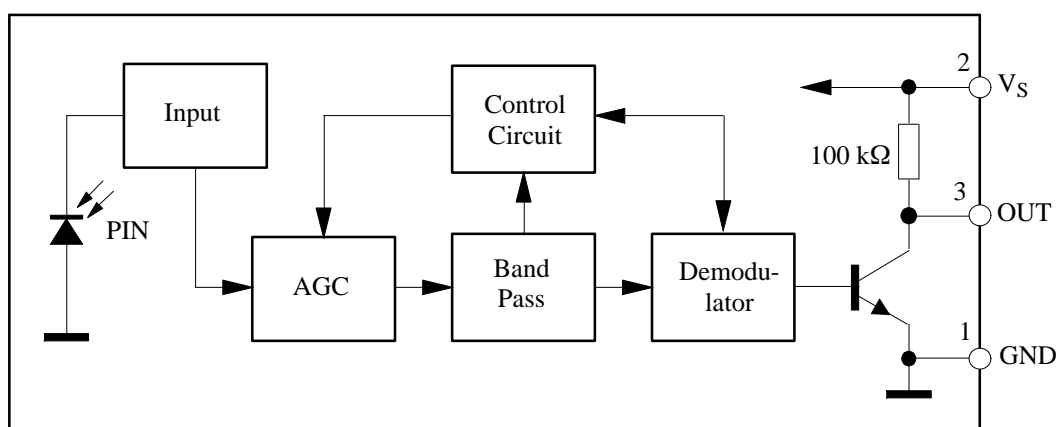 2
V_S
Input
Control
Circuit
100 kΩ
3
OUT
PIN
AGC
Band
Pass
Demodu-
lator
1
GND